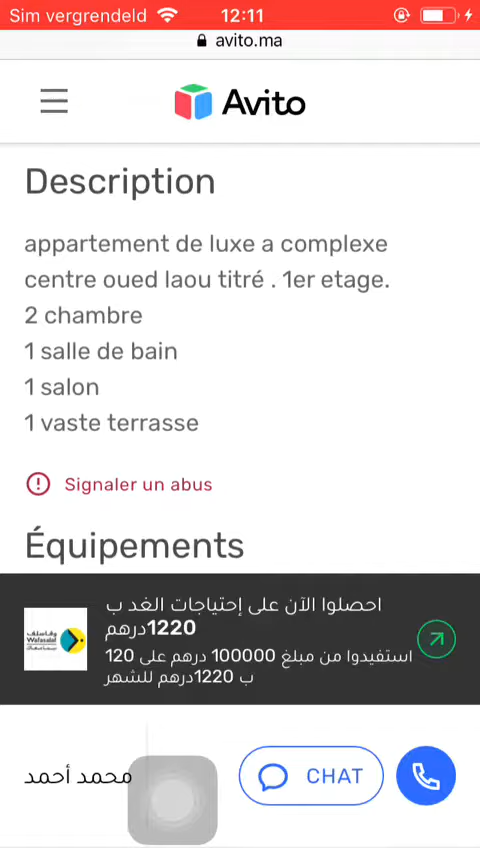 Sim vergrendeld 12:11
avito.ma
Avito
Description
appartement de luxe a complexe
centre oued laou titré . 1er etage.
2 chambre
1 salle de bain
1 salon
1 vaste terrasse
Signaler un abus
Équipements
احصلوا الآن على إحتياجات الغد ب
1220درهم
استفيدوا من مبلغ 100000 درهم على 120
ب 1220درهم للشهر
وفاسلف
Wafasalaf
محمد أحمد
CHAT